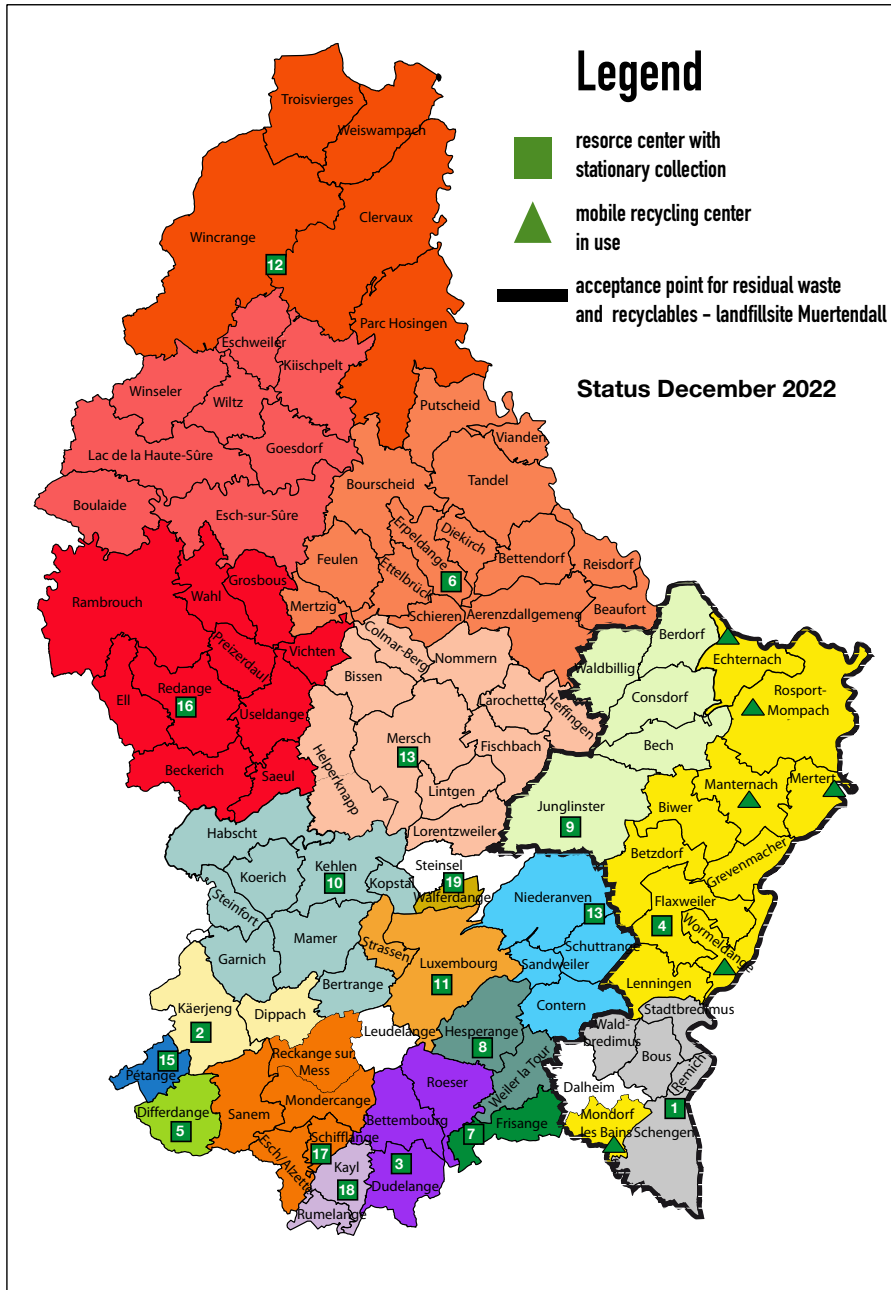 Legend
resorce center with
stationary collection
mobile recycling center
in use
acceptance point for residual waste
and recyclables - landfillsite Muertendall
Status December 2022
Troisvierges
Weiswampach
Clervaux
Wincrange
12
Parc Hosingen
Eschweiler
Kiischpelt
Winseler
Wiltz
Goesdorf
Lac de la Haute-Sûre
Boulaide
Esch-sur-Sûre
Putscheid
Vianden
Tandel
Bourscheid
Erpeldange
Diekirch
Bettendorf
Reisdorf
Feulen
Ettelbrück
6
Mertzig
Schieren
Aerenzdallgemeng
Beaufort
Rambrouch
Wahl
Grosbous
Preizerdaul
Vichten
Ell
Redange
16
Useldange
Beckerich
Saeul
Colmar-Berg
Nommern
Bissen
Larochette
Heffingen
Mersch
13
Fischbach
Helperknapp
Lintgen
Lorentzweiler
Waldbillig
Berdorf
Consdorf
Bech
Junglinster
9
Echternach
Rosport-
Mompach
Manternach
Mertert
Biwer
Betzdorf
Grevenmacher
Flaxweiler
4
Wormeldange
Lenningen
Habscht
Kehlen
10
Koerich
Kopstal
Steinfort
Mamer
Garnich
Bertrange
Steinsel
19
Walferdange
Strassen
Luxembourg
11
Niederanven
13
Schuttrange
Sandweiler
Contern
Käerjeng
2
Dippach
Leudelange
Hesperange
8
Weiler la Tour
15
Pétange
Differdange
5
Reckange sur
Mess
Mondercange
Sanem
Schifflange
17
Esch/Alzette
Roeser
Bettembourg
3
Dudelange
Kayl
18
Rumelange
7
Frisange
Stadtbredimus
Wald-
bredimus
Bous
Remich
1
Dalheim
Mondorf
les Bains
Schengen